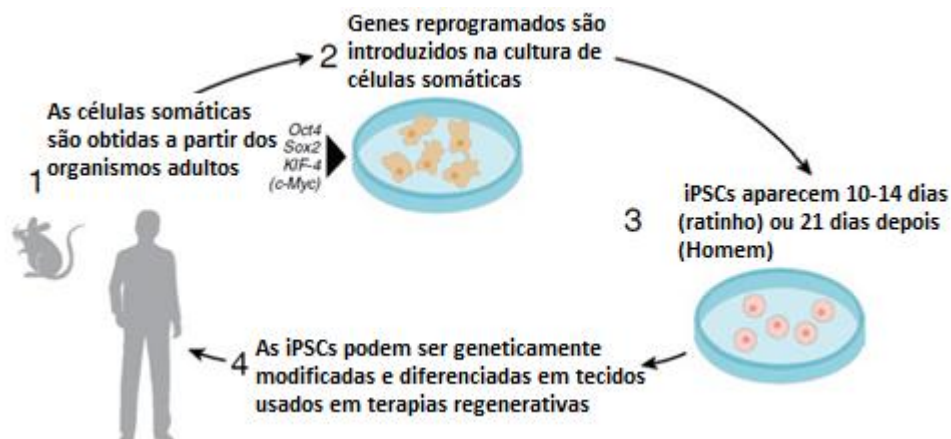 1
As células somáticas
são obtidas a partir dos
organismos adultos
2
Genes reprogramados são
introduzidos na cultura de
células somáticas
Oct4
Sox2
KIF-4
(c-Myc)
3
iPSCs aparecem 10-14 dias
(ratinho) ou 21 dias depois
(Homem)
4
As iPSCs podem ser geneticamente
modificadas e diferenciadas em tecidos
usados em terapias regenerativas